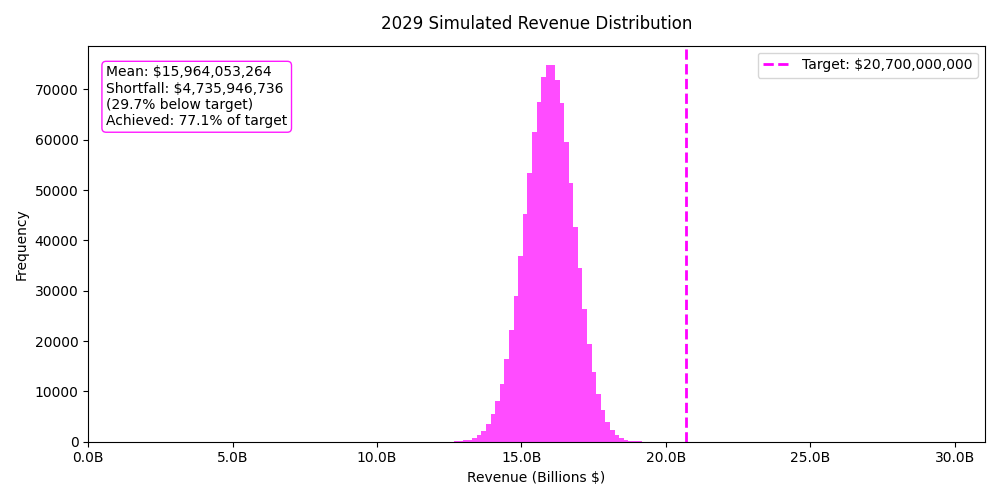 2029 Simulated Revenue Distribution
Mean: $15,964,053,264
Shortfall: $4,735,946,736
(29.7% below target)
Achieved: 77.1% of target
Target: $20,700,000,000
70000
60000
50000
40000
30000
20000
10000
0
Frequency
0.0B 5.0B 10.0B 15.0B 20.0B 25.0B 30.0B
Revenue (Billions $)